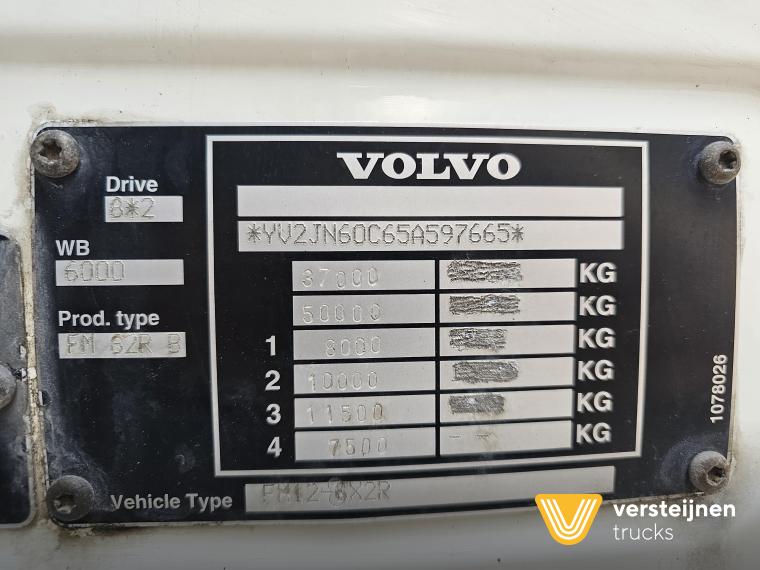 VOLVO
Drive
8*2
*YV2JN60C65A597665*
WB
6000
37000 KG
50000 KG
Prod. type
FM 62R B
1 8000 KG
2 10000 KG
3 11500 KG
4 7500 -- KG
1078026
Vehicle Type FM12-8X2R
versteijnen
trucks